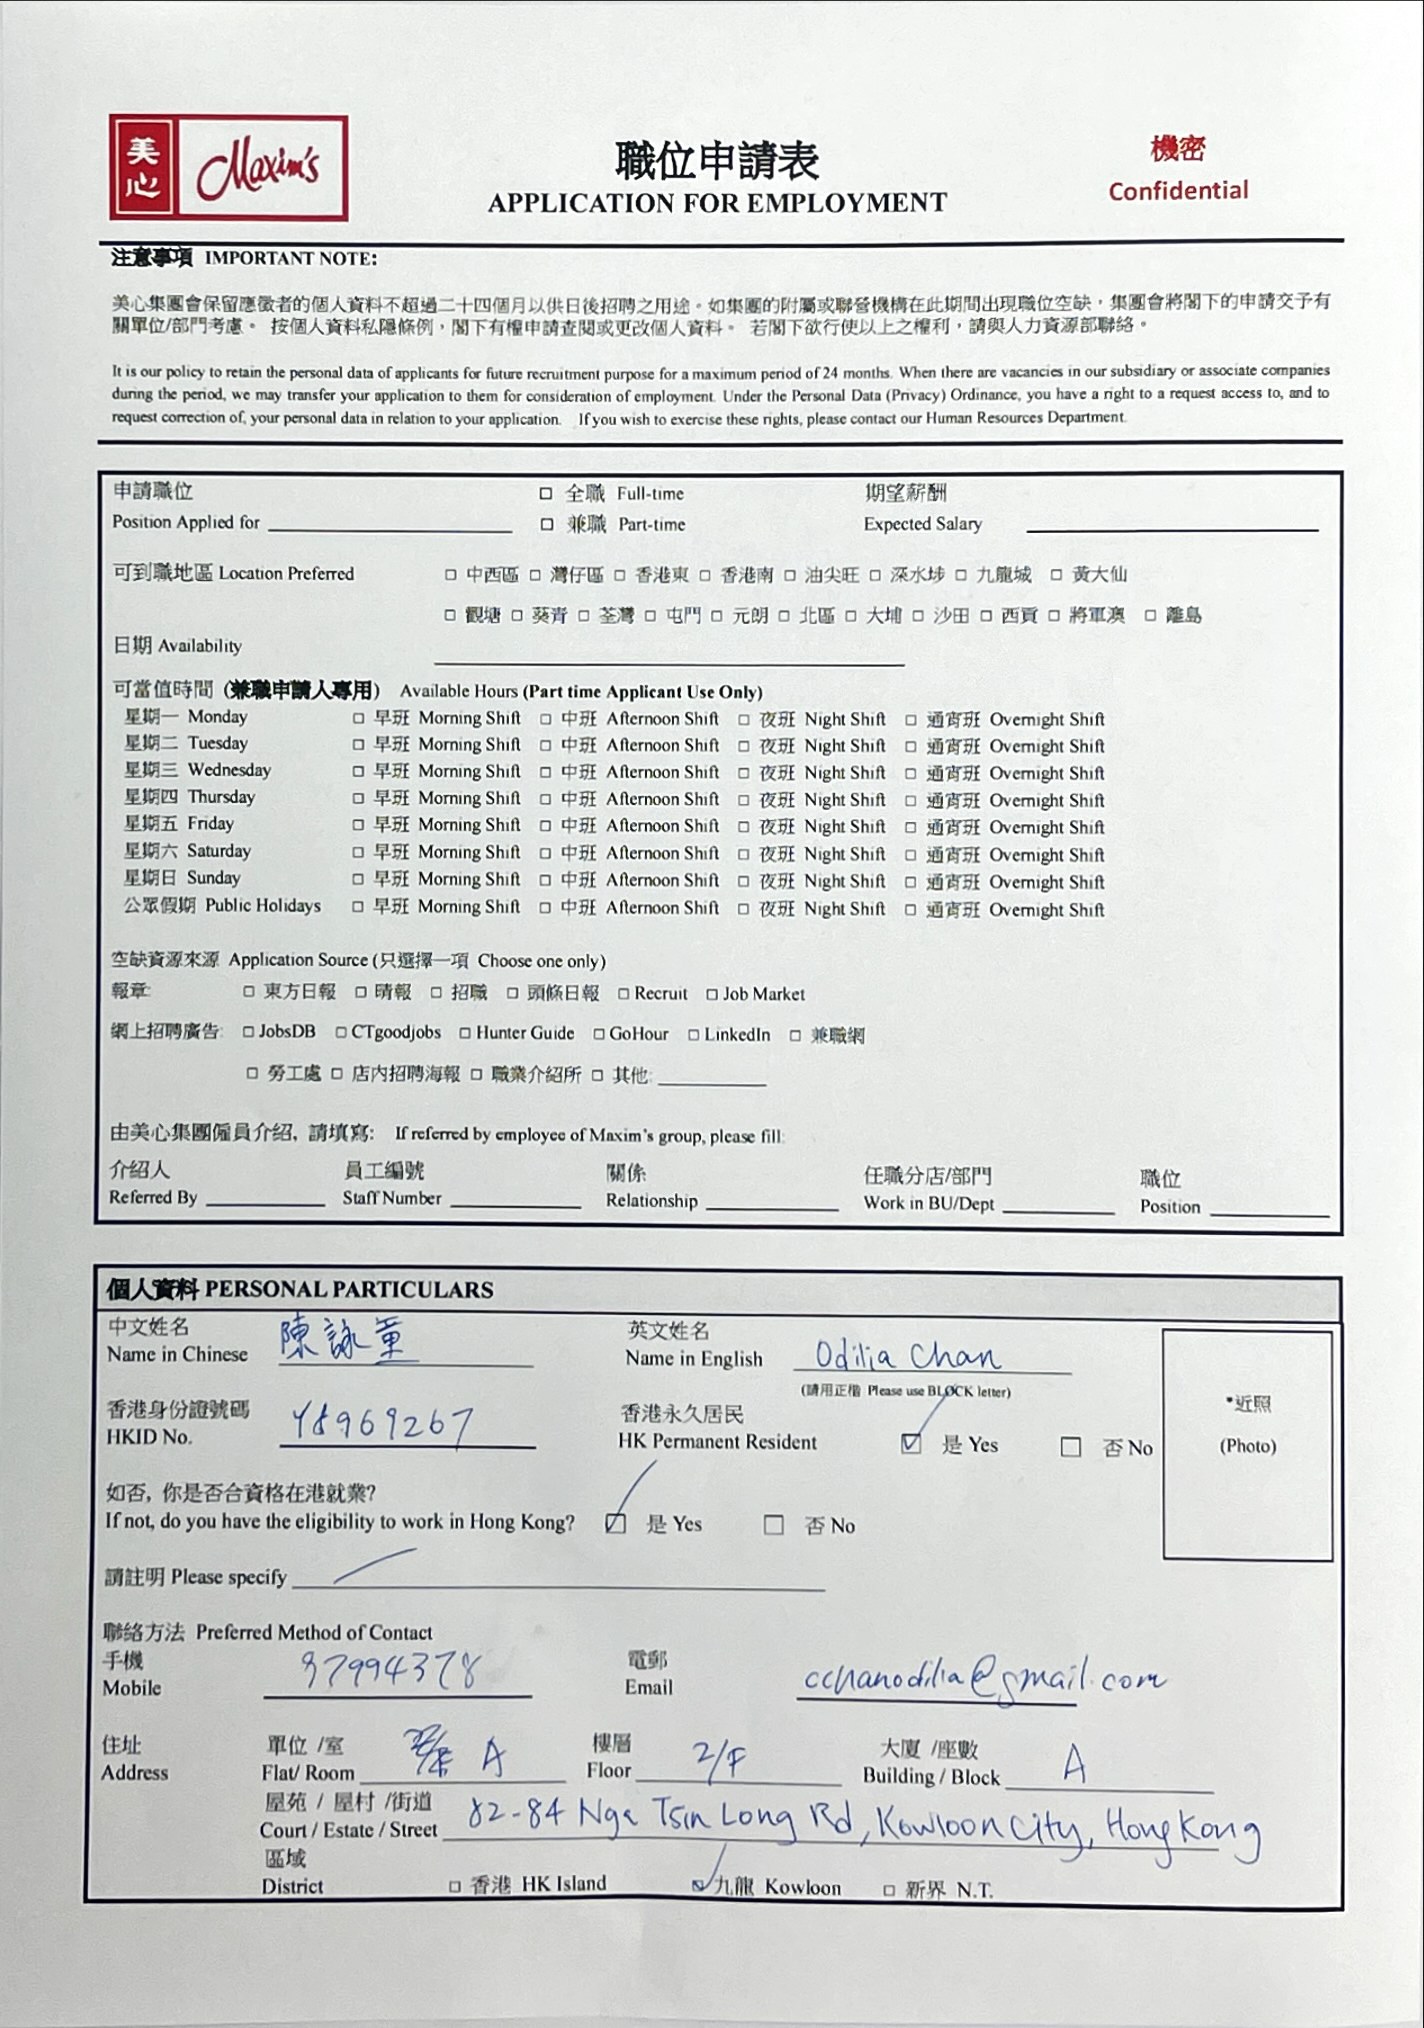 美心 Maxim's
職位申請表
APPLICATION FOR EMPLOYMENT
機密
Confidential
注意事項 IMPORTANT NOTE:
美心集團會保留應徵者的個人資料不超過二十四個月以供日後招聘之用途。如集團的附屬或聯營機構在此期間出現職位空缺，集團會將閣下的申請交予有
關單位/部門考慮。 按個人資料私隱條例，閣下有權申請查閱或更改個人資料。 若閣下欲行使以上之權利，請與人力資源部聯絡。
It is our policy to retain the personal data of applicants for future recruitment purpose for a maximum period of 24 months. When there are vacancies in our subsidiary or associate companies
during the period, we may transfer your application to them for consideration of employment. Under the Personal Data (Privacy) Ordinance, you have a right to a request access to, and to
request correction of, your personal data in relation to your application. If you wish to exercise these rights, please contact our Human Resources Department.
申請職位 □ 全職 Full-time 期望薪酬
Position Applied for □ 兼職 Part-time Expected Salary
可到職地區 Location Preferred □ 中西區 □ 灣仔區 □ 香港東 □ 香港南 □ 油尖旺 □ 深水埗 □ 九龍城 □ 黃大仙
□ 觀塘 □ 葵青 □ 荃灣 □ 屯門 □ 元朗 □ 北區 □ 大埔 □ 沙田 □ 西貢 □ 將軍澳 □ 離島
日期 Availability
可當值時間 (兼職申請人專用) Available Hours (Part time Applicant Use Only)
星期一 Monday □ 早班 Morning Shift □ 中班 Afternoon Shift □ 夜班 Night Shift □ 通宵班 Overnight Shift
星期二 Tuesday □ 早班 Morning Shift □ 中班 Afternoon Shift □ 夜班 Night Shift □ 通宵班 Overnight Shift
星期三 Wednesday □ 早班 Morning Shift □ 中班 Afternoon Shift □ 夜班 Night Shift □ 通宵班 Overnight Shift
星期四 Thursday □ 早班 Morning Shift □ 中班 Afternoon Shift □ 夜班 Night Shift □ 通宵班 Overnight Shift
星期五 Friday □ 早班 Morning Shift □ 中班 Afternoon Shift □ 夜班 Night Shift □ 通宵班 Overnight Shift
星期六 Saturday □ 早班 Morning Shift □ 中班 Afternoon Shift □ 夜班 Night Shift □ 通宵班 Overnight Shift
星期日 Sunday □ 早班 Morning Shift □ 中班 Afternoon Shift □ 夜班 Night Shift □ 通宵班 Overnight Shift
公眾假期 Public Holidays □ 早班 Morning Shift □ 中班 Afternoon Shift □ 夜班 Night Shift □ 通宵班 Overnight Shift
空缺資源來源 Application Source (只選擇一項 Choose one only)
報章: □ 東方日報 □ 晴報 □ 招職 □ 頭條日報 □ Recruit □ Job Market
網上招聘廣告: □ JobsDB □ CTgoodjobs □ Hunter Guide □ GoHour □ LinkedIn □ 兼職網
□ 勞工處 □ 店內招聘海報 □ 職業介紹所 □ 其他:
由美心集團僱員介紹, 請填寫: If referred by employee of Maxim's group, please fill:
介紹人 員工編號 關係 任職分店/部門 職位
Referred By Staff Number Relationship Work in BU/Dept Position
個人資料 PERSONAL PARTICULARS
中文姓名 陳詠童 英文姓名
Name in Chinese Name in English Odilia Chan
(請用正楷 Please use BLOCK letter)
香港身份證號碼 Y8969267 香港永久居民
HKID No. HK Permanent Resident ☑ 是 Yes □ 否 No
*近照
(Photo)
如否, 你是否合資格在港就業?
If not, do you have the eligibility to work in Hong Kong? ☑ 是 Yes □ 否 No
請註明 Please specify
聯絡方法 Preferred Method of Contact
手機 97994378 電郵
Mobile Email cchanodilia@gmail.com
住址 單位 /室 樓層 大廈 /座數
Address Flat/ Room A Floor 2/F Building / Block A
屋苑 / 屋村 /街道
Court / Estate / Street 82-84 Nga Tsin Long Rd, Kowloon City, Hong Kong
區域
District □ 香港 HK Island ☑ 九龍 Kowloon □ 新界 N.T.